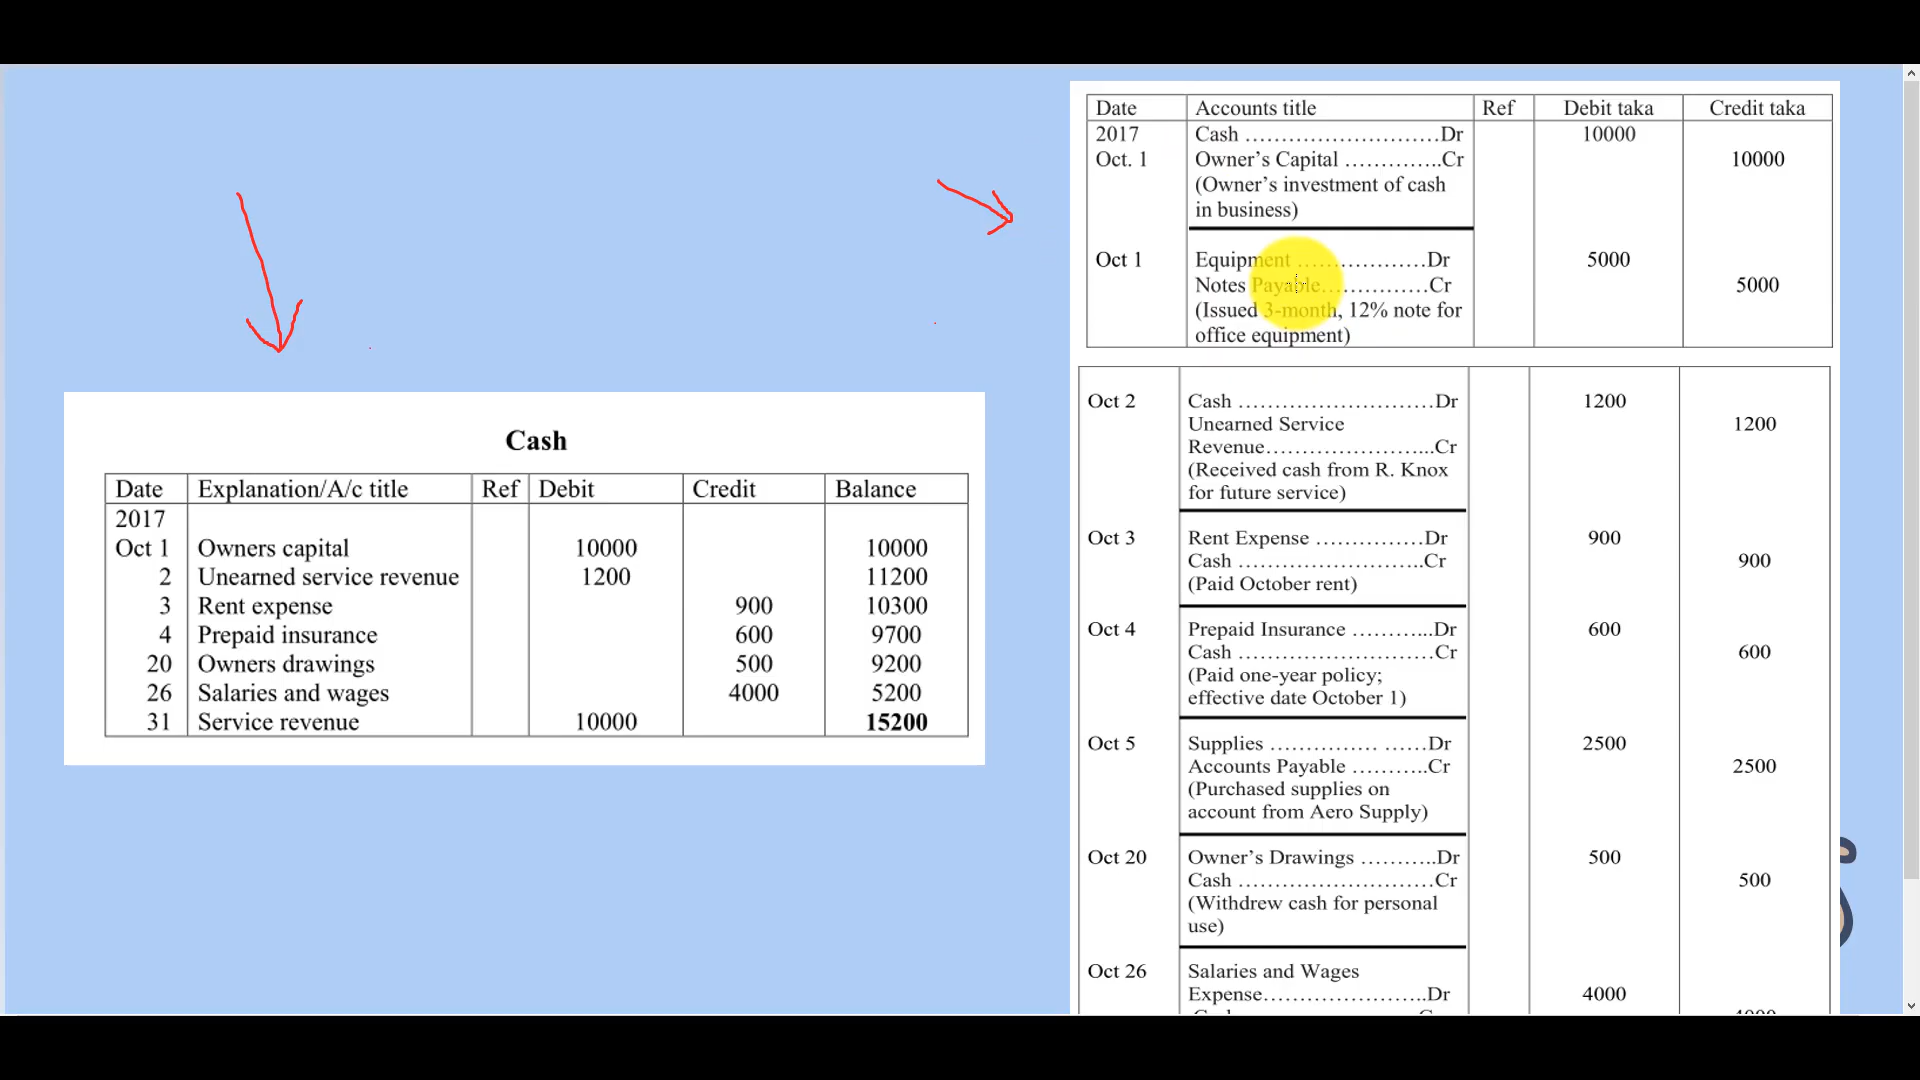 Cash
Date Explanation/A/c title Ref Debit Credit Balance
2017
Oct 1 Owners capital 10000 10000
2 Unearned service revenue 1200 11200
3 Rent expense 900 10300
4 Prepaid insurance 600 9700
20 Owners drawings 500 9200
26 Salaries and wages 4000 5200
31 Service revenue 10000 15200
Date Accounts title Ref Debit taka Credit taka
2017 Cash ...........................Dr 10000
Oct. 1 Owner’s Capital ..............Cr 10000
(Owner’s investment of cash
in business)
Oct 1 Equipment ..................Dr 5000
Notes Payable...............Cr 5000
(Issued 3-month, 12% note for
office equipment)
Oct 2 Cash ...........................Dr 1200
Unearned Service 1200
Revenue.......................Cr
(Received cash from R. Knox
for future service)
Oct 3 Rent Expense ...............Dr 900
Cash ..........................Cr 900
(Paid October rent)
Oct 4 Prepaid Insurance ...........Dr 600
Cash ...........................Cr 600
(Paid one-year policy;
effective date October 1)
Oct 5 Supplies ............... ......Dr 2500
Accounts Payable ...........Cr 2500
(Purchased supplies on
account from Aero Supply)
Oct 20 Owner’s Drawings ...........Dr 500
Cash ...........................Cr 500
(Withdrew cash for personal
use)
Oct 26 Salaries and Wages
Expense.......................Dr 4000